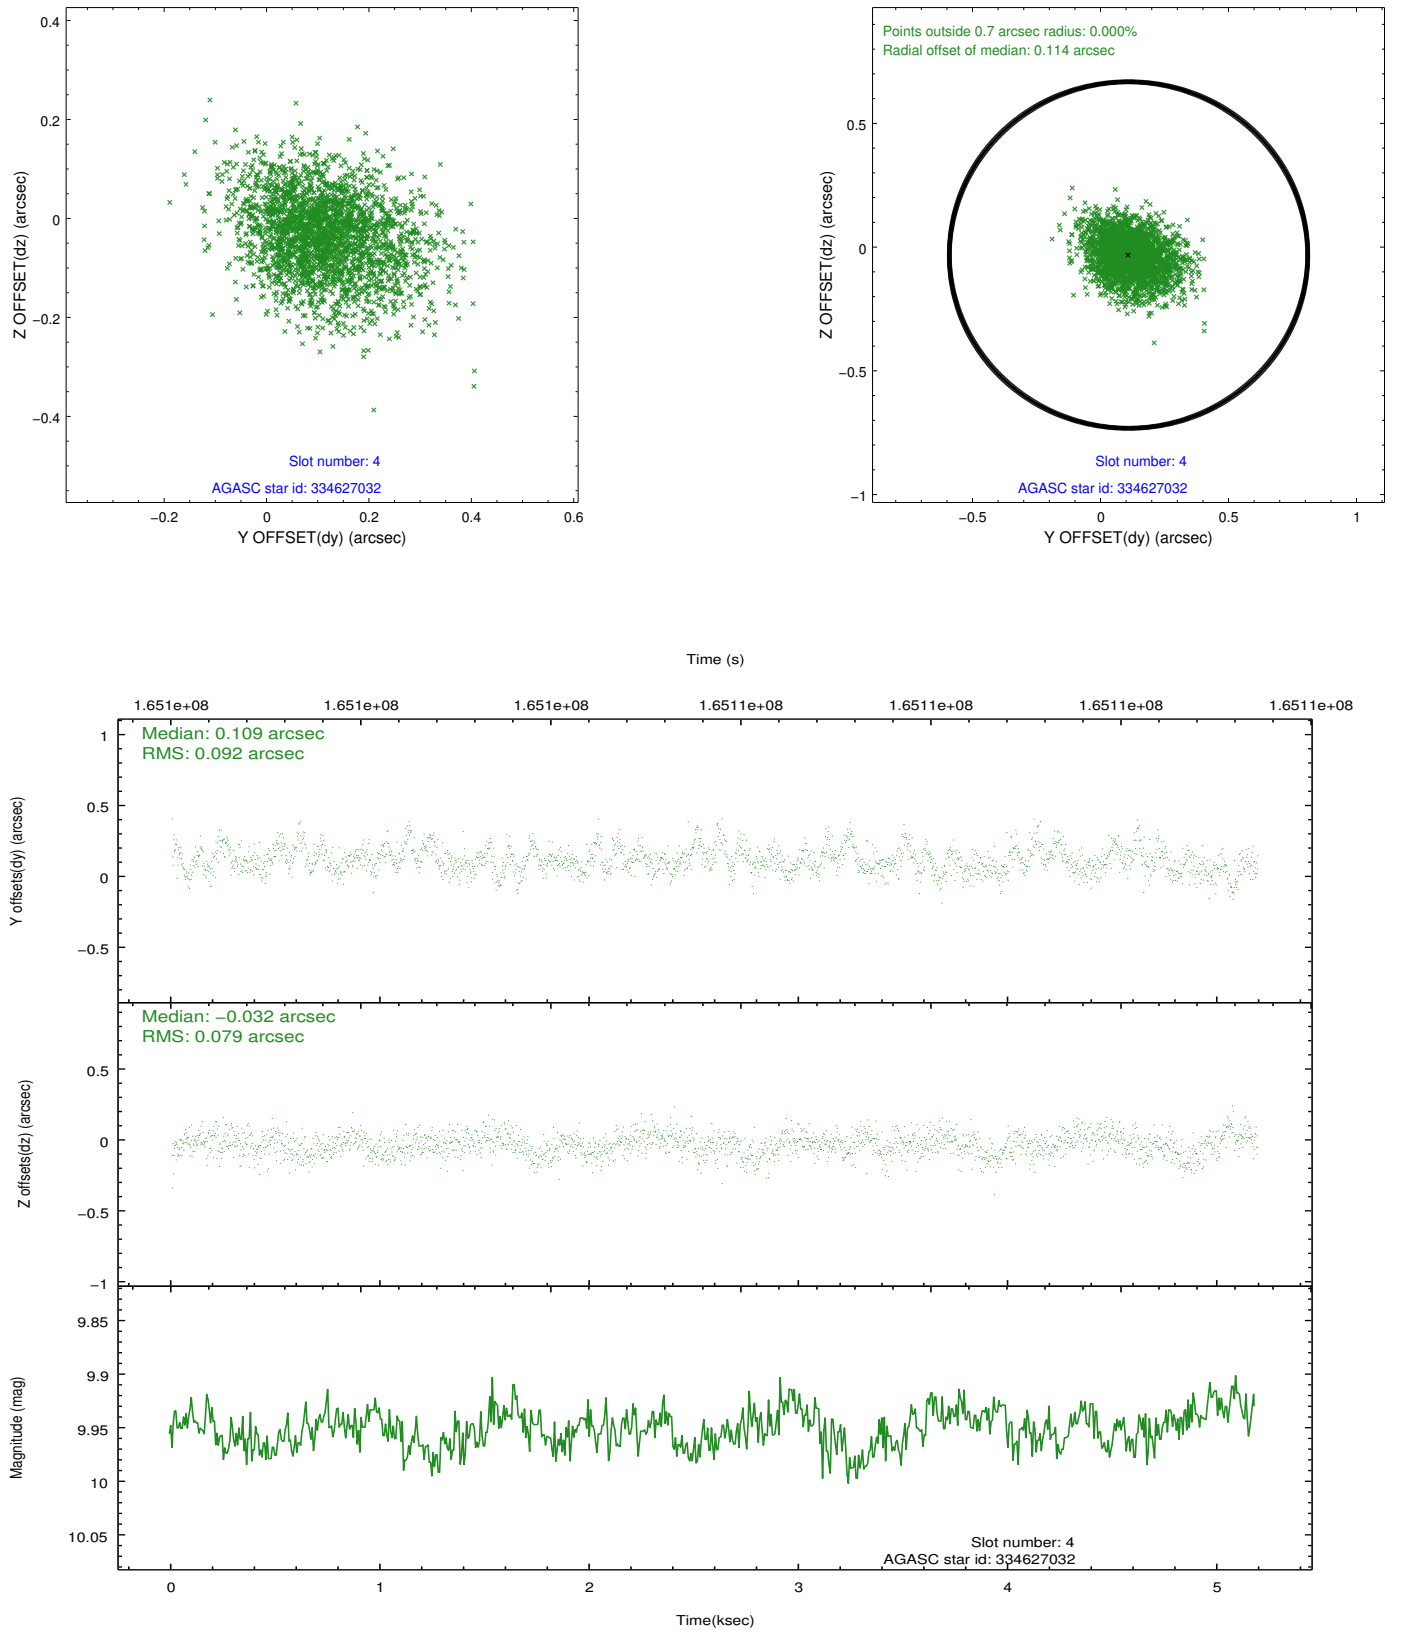 0.4
0.2
0
−0.2
−0.4
Z OFFSET(dz) (arcsec)
Slot number: 4
AGASC star id: 334627032
−0.2 0 0.2 0.4 0.6
Y OFFSET(dy) (arcsec)
Points outside 0.7 arcsec radius: 0.000%
Radial offset of median: 0.114 arcsec
0.5
0
−0.5
−1
Z OFFSET(dz) (arcsec)
Slot number: 4
AGASC star id: 334627032
−0.5 0 0.5 1
Y OFFSET(dy) (arcsec)
Time (s)
1.651e+08 1.651e+08 1.651e+08 1.6511e+08 1.6511e+08 1.6511e+08 1.6511e+08
Median: 0.109 arcsec
RMS: 0.092 arcsec
1
0.5
0
−0.5
Y offsets(dy) (arcsec)
Median: −0.032 arcsec
RMS: 0.079 arcsec
0.5
0
−0.5
−1
Z offsets(dz) (arcsec)
9.85
9.9
9.95
10
10.05
Magnitude (mag)
Slot number: 4
AGASC star id: 334627032
0 1 2 3 4 5
Time(ksec)